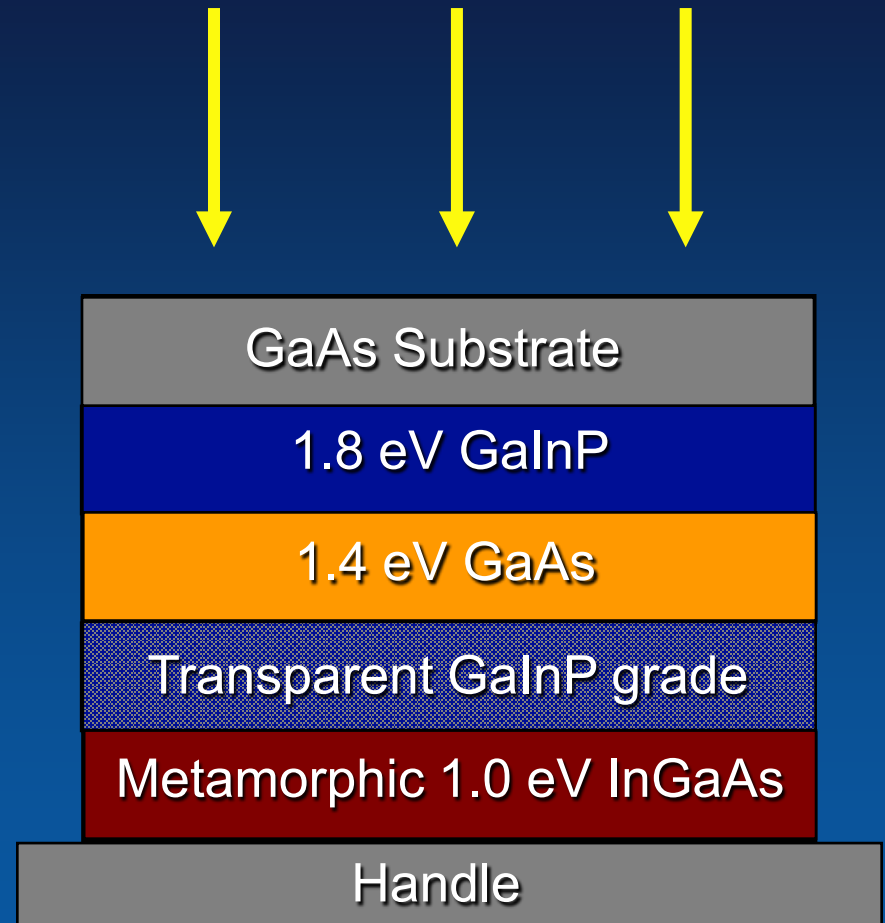 GaAs Substrate
1.8 eV GaInP
1.4 eV GaAs
Transparent GaInP grade
Metamorphic 1.0 eV InGaAs
Handle